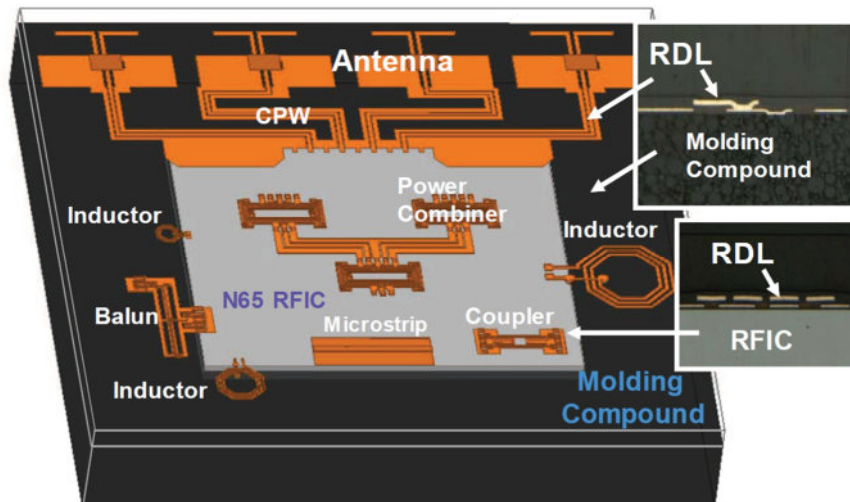 RDL
Antenna
CPW
Molding
Compound
Power
Combiner
Inductor
Inductor
RDL
N65 RFIC
Balun
Microstrip
Coupler
RFIC
Inductor
Molding
Compound